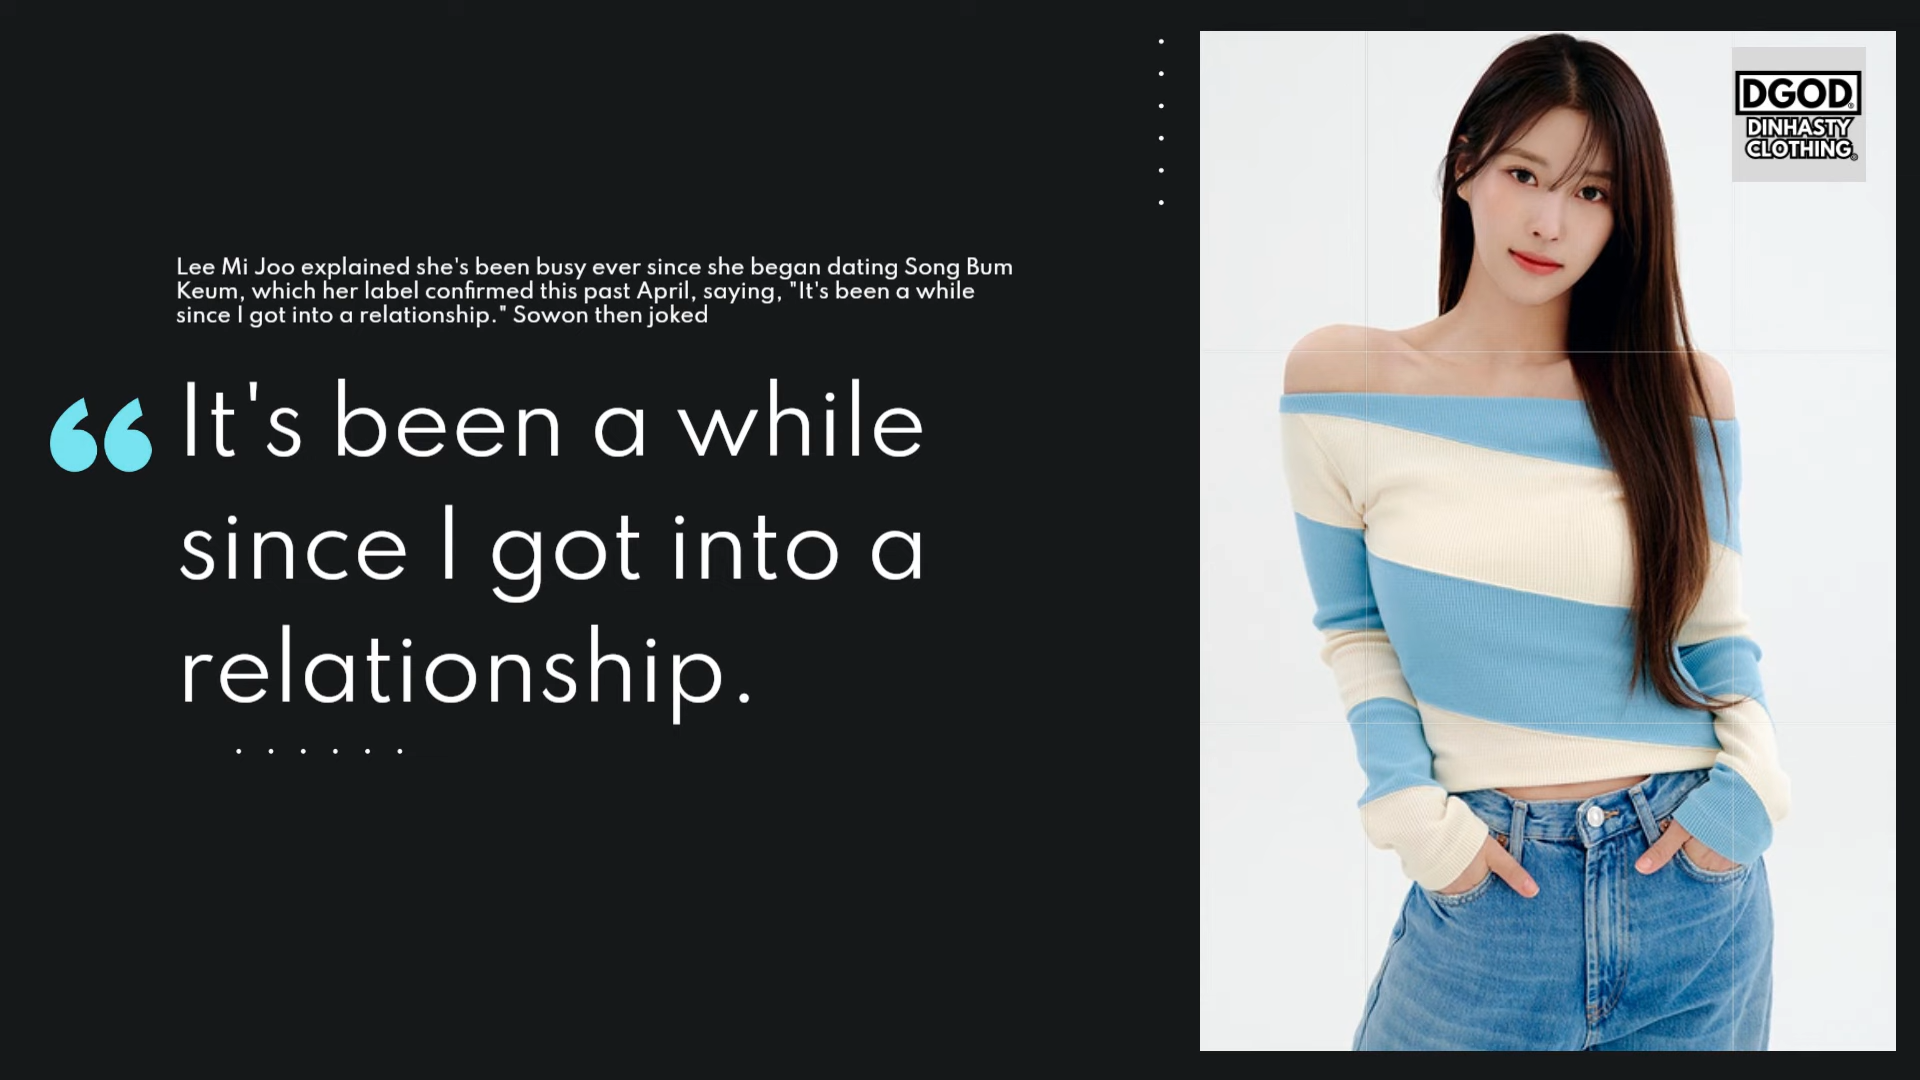 Lee Mi Joo explained she's been busy ever since she began dating Song Bum
Keum, which her label confirmed this past April, saying, "It's been a while
since I got into a relationship." Sowon then joked
“ It's been a while
since I got into a
relationship.
DGOD®
DINHASTY
CLOTHING®